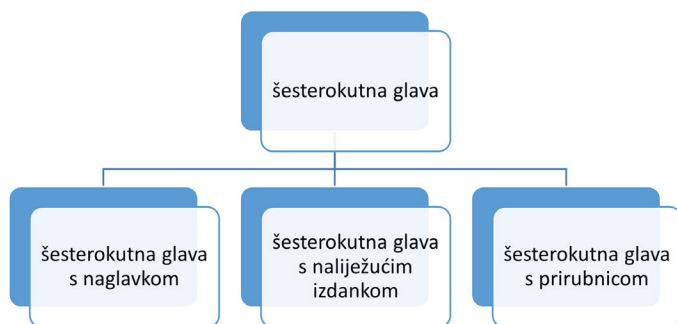 šesterokutna glava
šesterokutna glava
s naglavkom
šesterokutna glava
s naliježućim
izdankom
šesterokutna glava
s prirubnicom